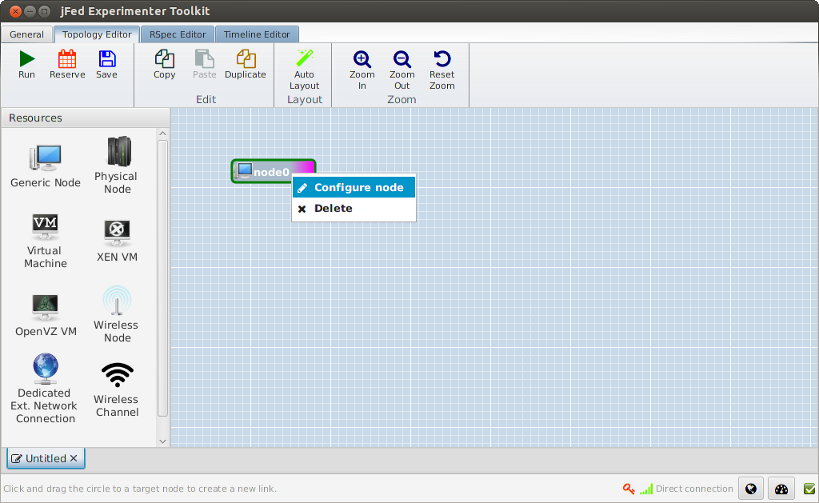 jFed Experimenter Toolkit
General
Topology Editor
RSpec Editor
Timeline Editor
Run
Reserve
Save
Copy
Paste
Duplicate
Edit
Auto
Layout
Layout
Zoom
In
Zoom
Out
Reset
Zoom
Zoom
Resources
Generic Node
Physical
Node
VM
Virtual
Machine
XEN VM
OpenVZ VM
Wireless
Node
Dedicated
Ext. Network
Connection
Wireless
Channel
node0
Configure node
Delete
Untitled
Click and drag the circle to a target node to create a new link.
Direct connection